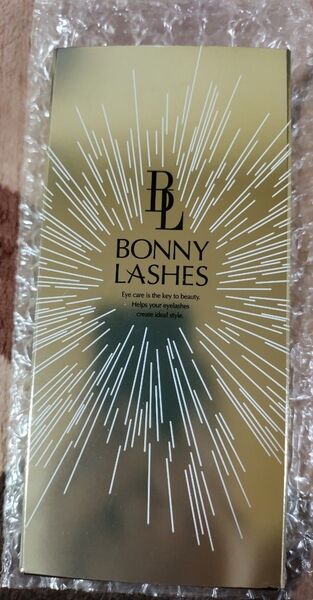 BL
BONNY
LASHES
Eye care is the key to beauty.
Helps your eyelashes
create ideal style.